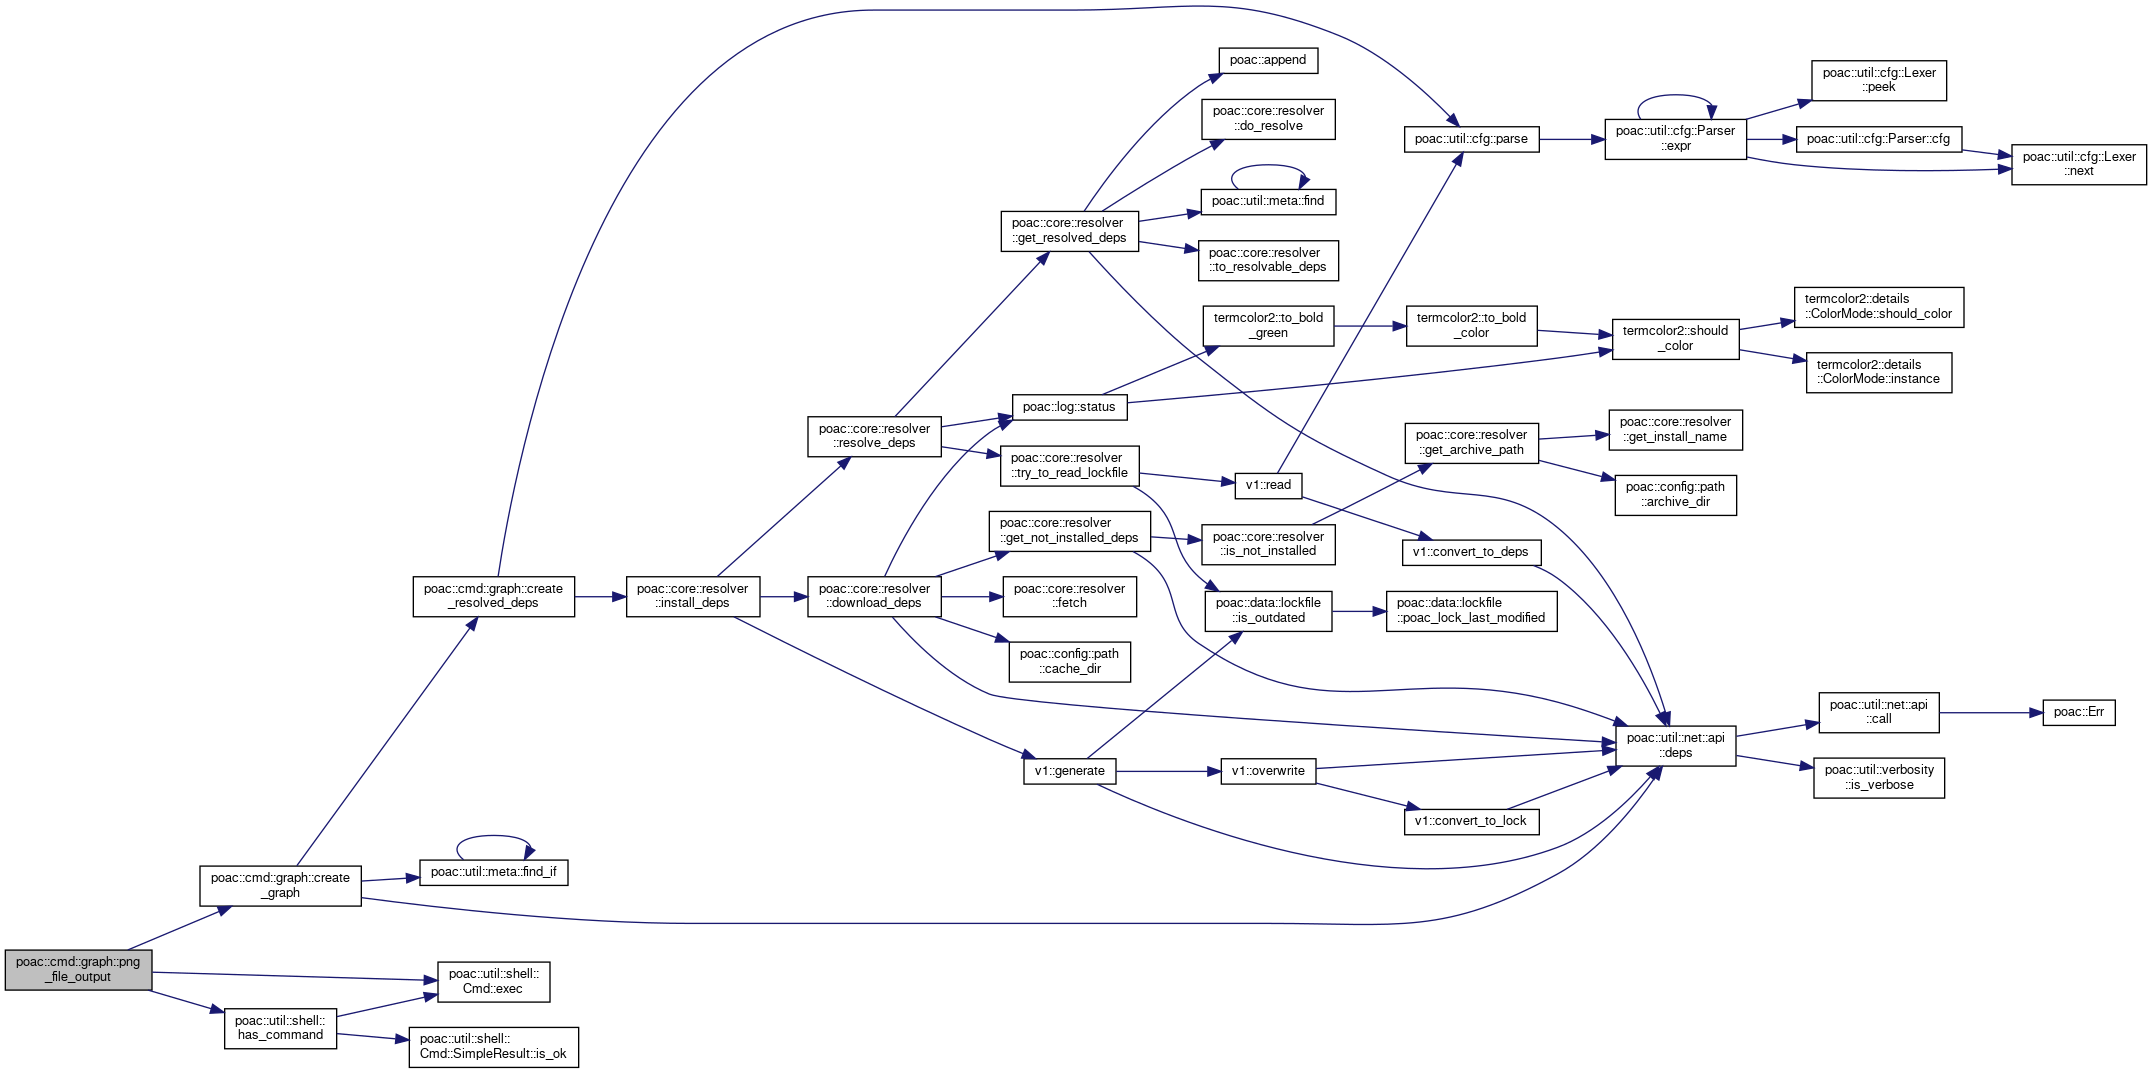 poac::append
poac::core::resolver
::do_resolve
poac::util::meta::find
poac::core::resolver
::get_resolved_deps
poac::core::resolver
::to_resolvable_deps
poac::util::cfg::parse
poac::util::cfg::Parser
::expr
poac::util::cfg::Lexer
::peek
poac::util::cfg::Parser::cfg
poac::util::cfg::Lexer
::next
termcolor2::to_bold
_green
termcolor2::to_bold
_color
termcolor2::should
_color
termcolor2::details
::ColorMode::should_color
termcolor2::details
::ColorMode::instance
poac::core::resolver
::resolve_deps
poac::log::status
poac::core::resolver
::try_to_read_lockfile
v1::read
poac::core::resolver
::get_archive_path
poac::core::resolver
::get_install_name
poac::config::path
::archive_dir
poac::core::resolver
::get_not_installed_deps
poac::core::resolver
::is_not_installed
v1::convert_to_deps
poac::cmd::graph::create
_resolved_deps
poac::core::resolver
::install_deps
poac::core::resolver
::download_deps
poac::core::resolver
::fetch
poac::data::lockfile
::is_outdated
poac::data::lockfile
::poac_lock_last_modified
poac::config::path
::cache_dir
v1::generate
v1::overwrite
v1::convert_to_lock
poac::util::net::api
::deps
poac::util::net::api
::call
poac::Err
poac::util::verbosity
::is_verbose
poac::cmd::graph::create
_graph
poac::util::meta::find_if
poac::cmd::graph::png
_file_output
poac::util::shell::
Cmd::exec
poac::util::shell::
has_command
poac::util::shell::
Cmd::SimpleResult::is_ok